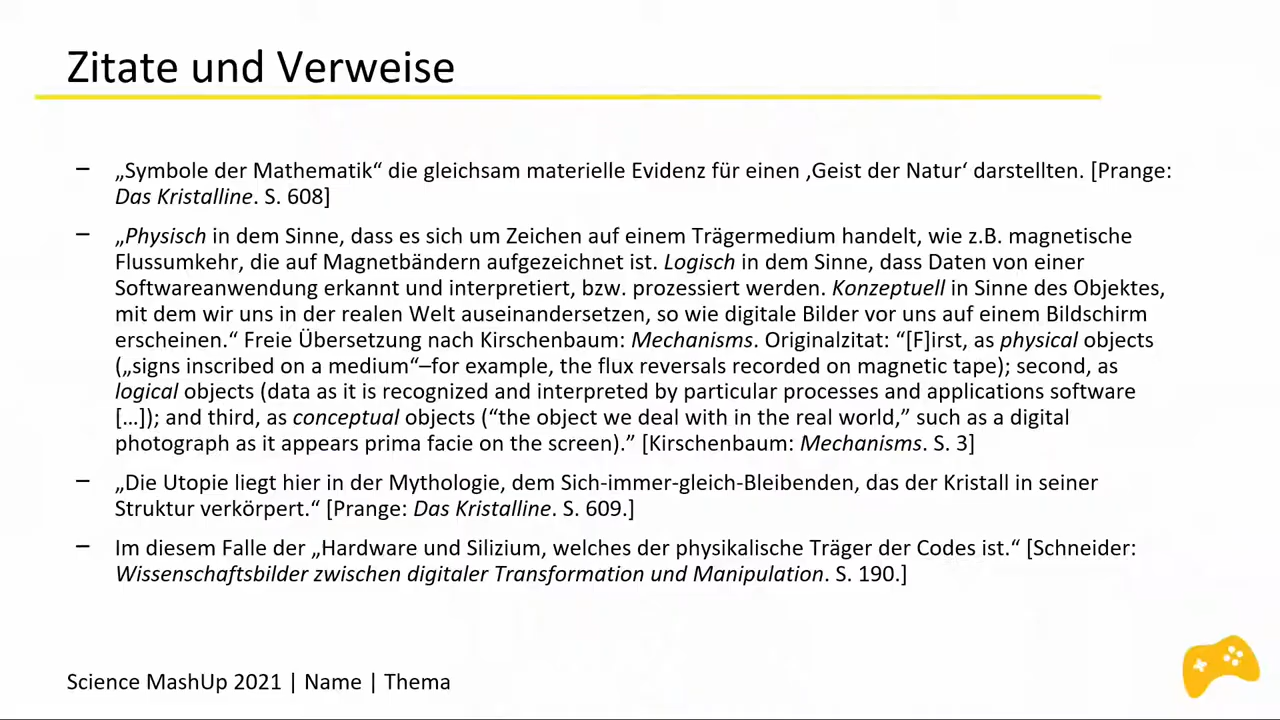 Zitate und Verweise
– „Symbole der Mathematik“ die gleichsam materielle Evidenz für einen ‚Geist der Natur‘ darstellten. [Prange:
Das Kristalline. S. 608]
– „Physisch in dem Sinne, dass es sich um Zeichen auf einem Trägermedium handelt, wie z.B. magnetische
Flussumkehr, die auf Magnetbändern aufgezeichnet ist. Logisch in dem Sinne, dass Daten von einer
Softwareanwendung erkannt und interpretiert, bzw. prozessiert werden. Konzeptuell in Sinne des Objektes,
mit dem wir uns in der realen Welt auseinandersetzen, so wie digitale Bilder vor uns auf einem Bildschirm
erscheinen.“ Freie Übersetzung nach Kirschenbaum: Mechanisms. Originalzitat: “[F]irst, as physical objects
(„signs inscribed on a medium“–for example, the flux reversals recorded on magnetic tape); second, as
logical objects (data as it is recognized and interpreted by particular processes and applications software
[…]); and third, as conceptual objects (“the object we deal with in the real world,” such as a digital
photograph as it appears prima facie on the screen).” [Kirschenbaum: Mechanisms. S. 3]
– „Die Utopie liegt hier in der Mythologie, dem Sich-immer-gleich-Bleibenden, das der Kristall in seiner
Struktur verkörpert.“ [Prange: Das Kristalline. S. 609.]
– Im diesem Falle der „Hardware und Silizium, welches der physikalische Träger der Codes ist.“ [Schneider:
Wissenschaftsbilder zwischen digitaler Transformation und Manipulation. S. 190.]
Science MashUp 2021 | Name | Thema